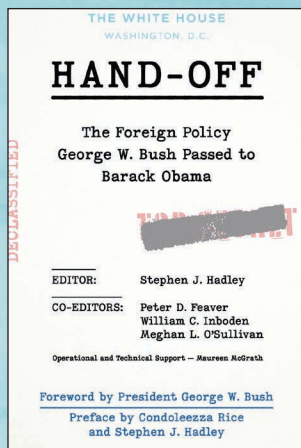 THE WHITE HOUSE
WASHINGTON, D.C.
HAND-OFF
The Foreign Policy
George W. Bush Passed to
Barack Obama
DECLASSIFIED
EDITOR: Stephen J. Hadley
CO-EDITORS: Peter D. Feaver
William C. Inboden
Meghan L. O'Sullivan
Operational and Technical Support — Maureen McGrath
Foreword by President George W. Bush
Preface by Condoleezza Rice
and Stephen J. Hadley